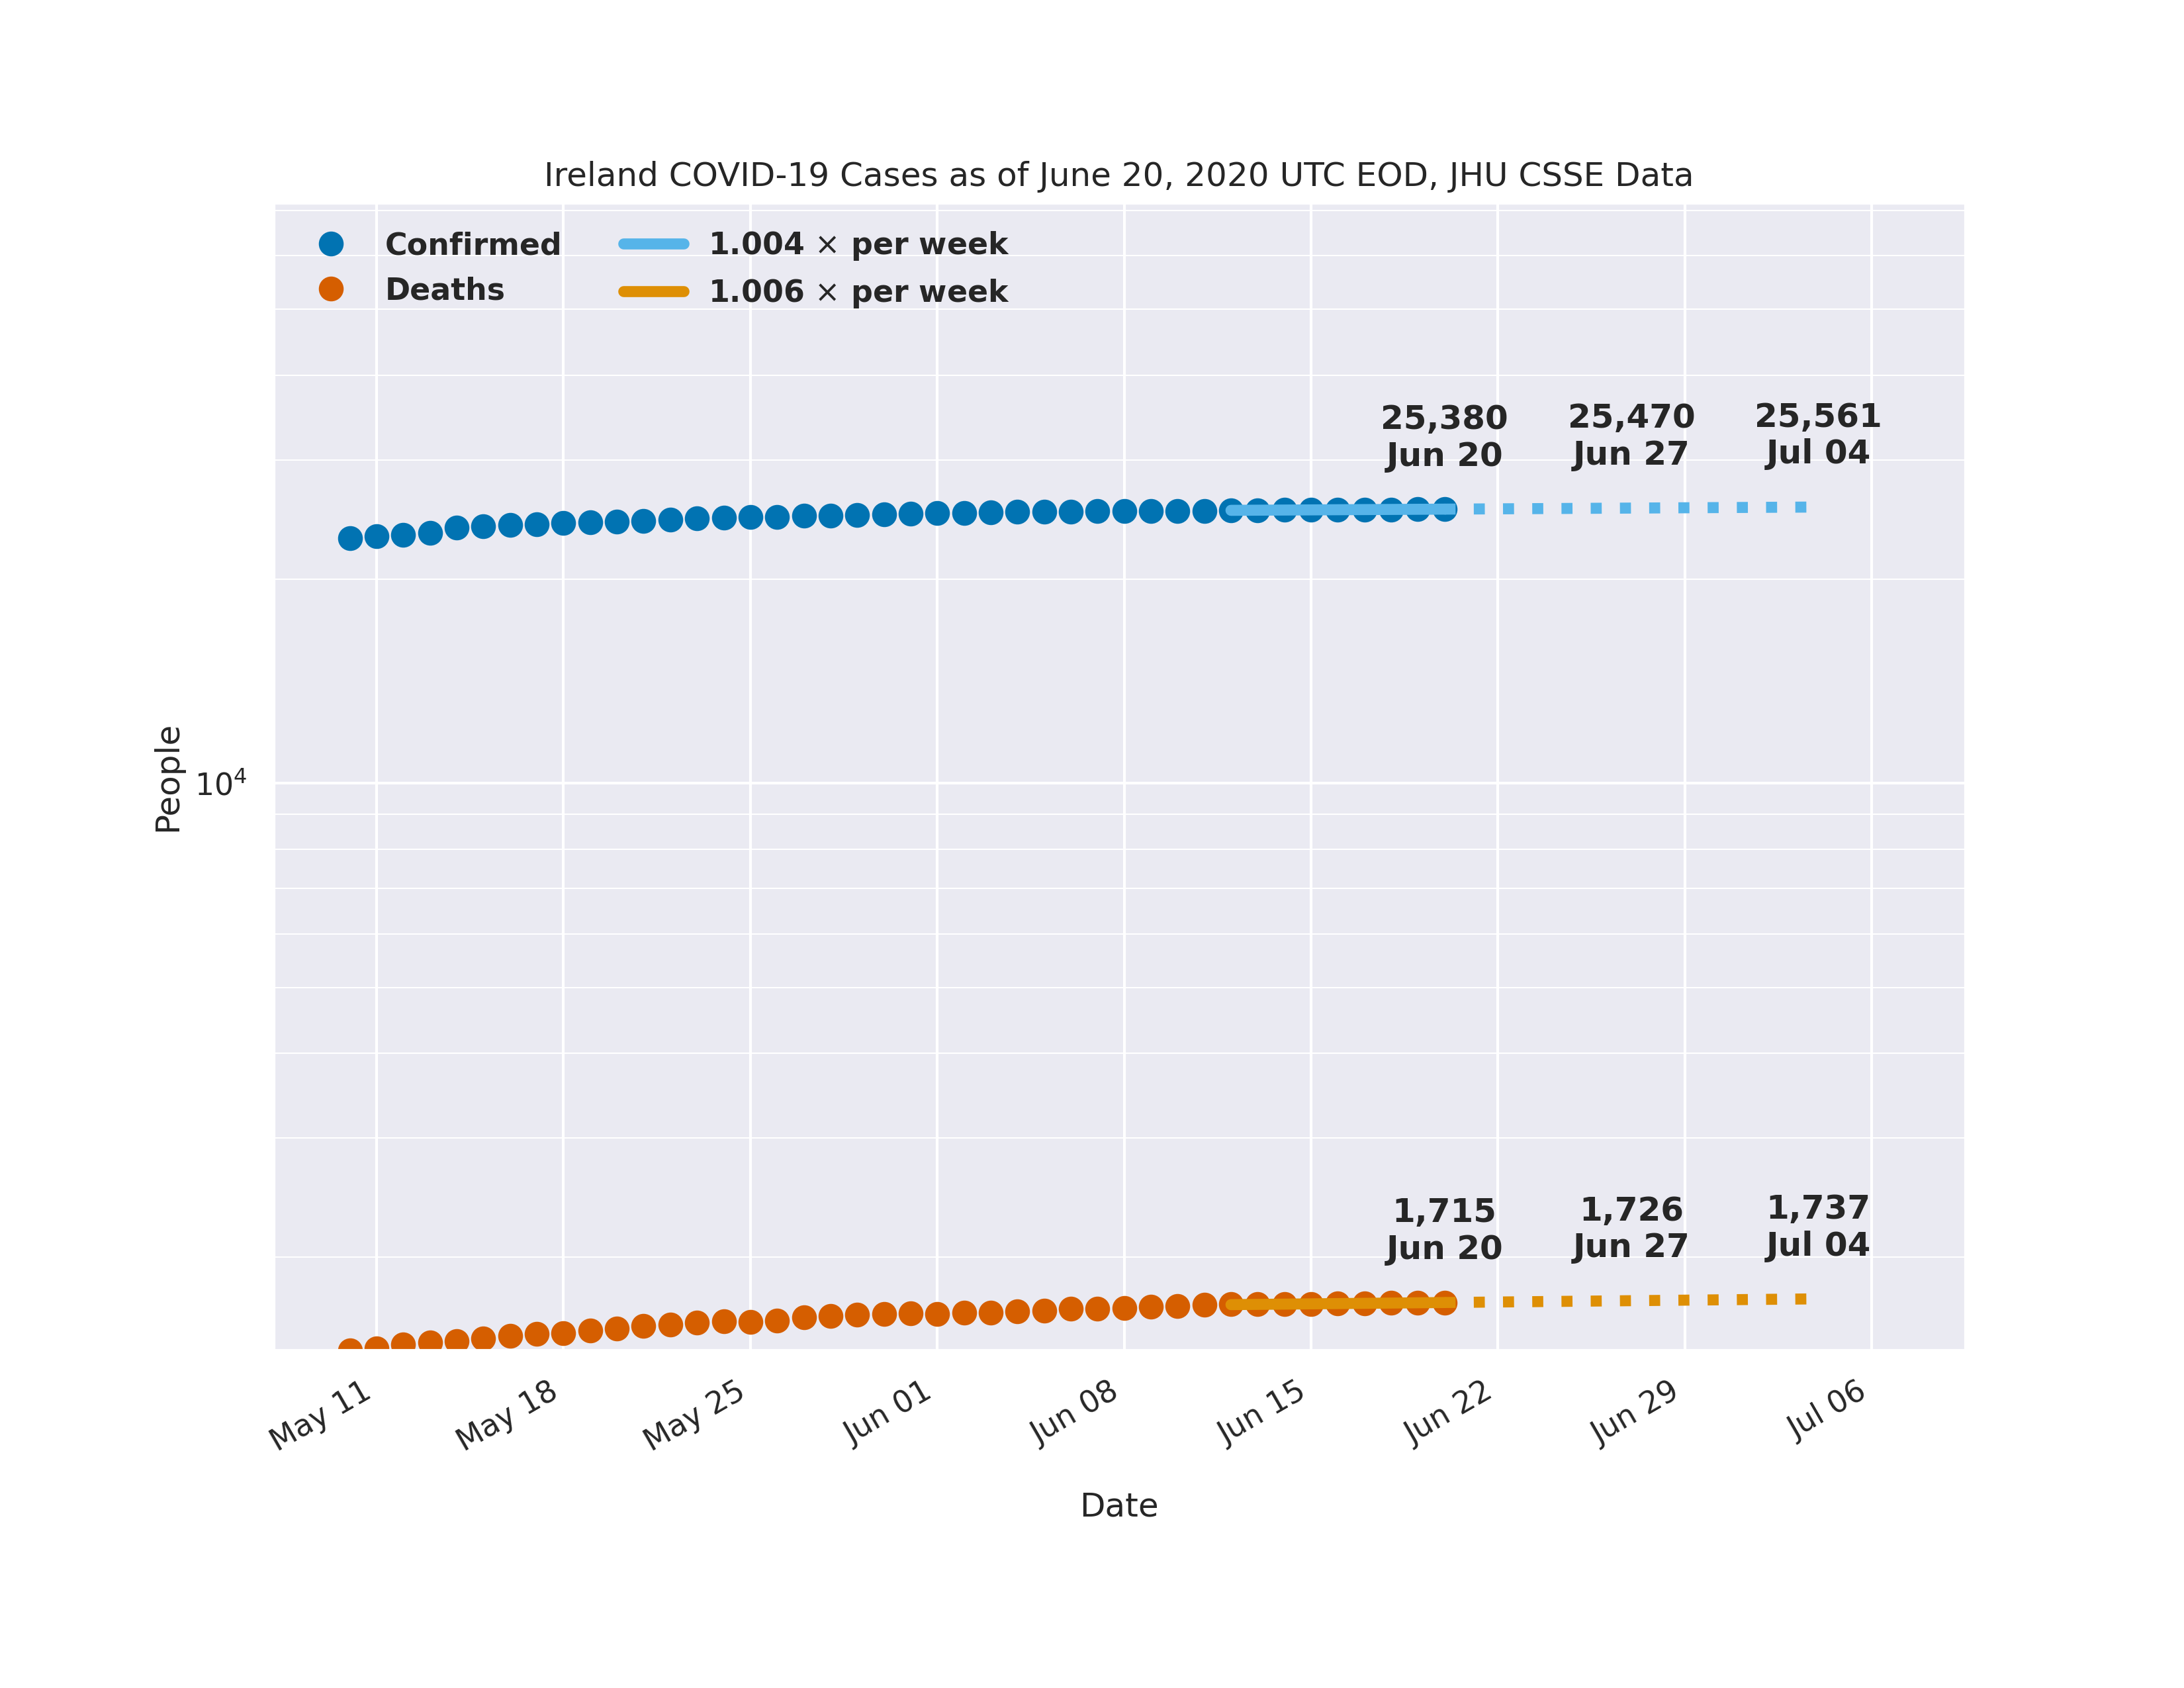 Ireland COVID-19 Cases as of June 20, 2020 UTC EOD, JHU CSSE Data
Confirmed
Deaths
1.004 × per week
1.006 × per week
25,380
Jun 20
25,470
Jun 27
25,561
Jul 04
People
10⁴
1,715
Jun 20
1,726
Jun 27
1,737
Jul 04
May 11
May 18
May 25
Jun 01
Jun 08
Jun 15
Jun 22
Jun 29
Jul 06
Date